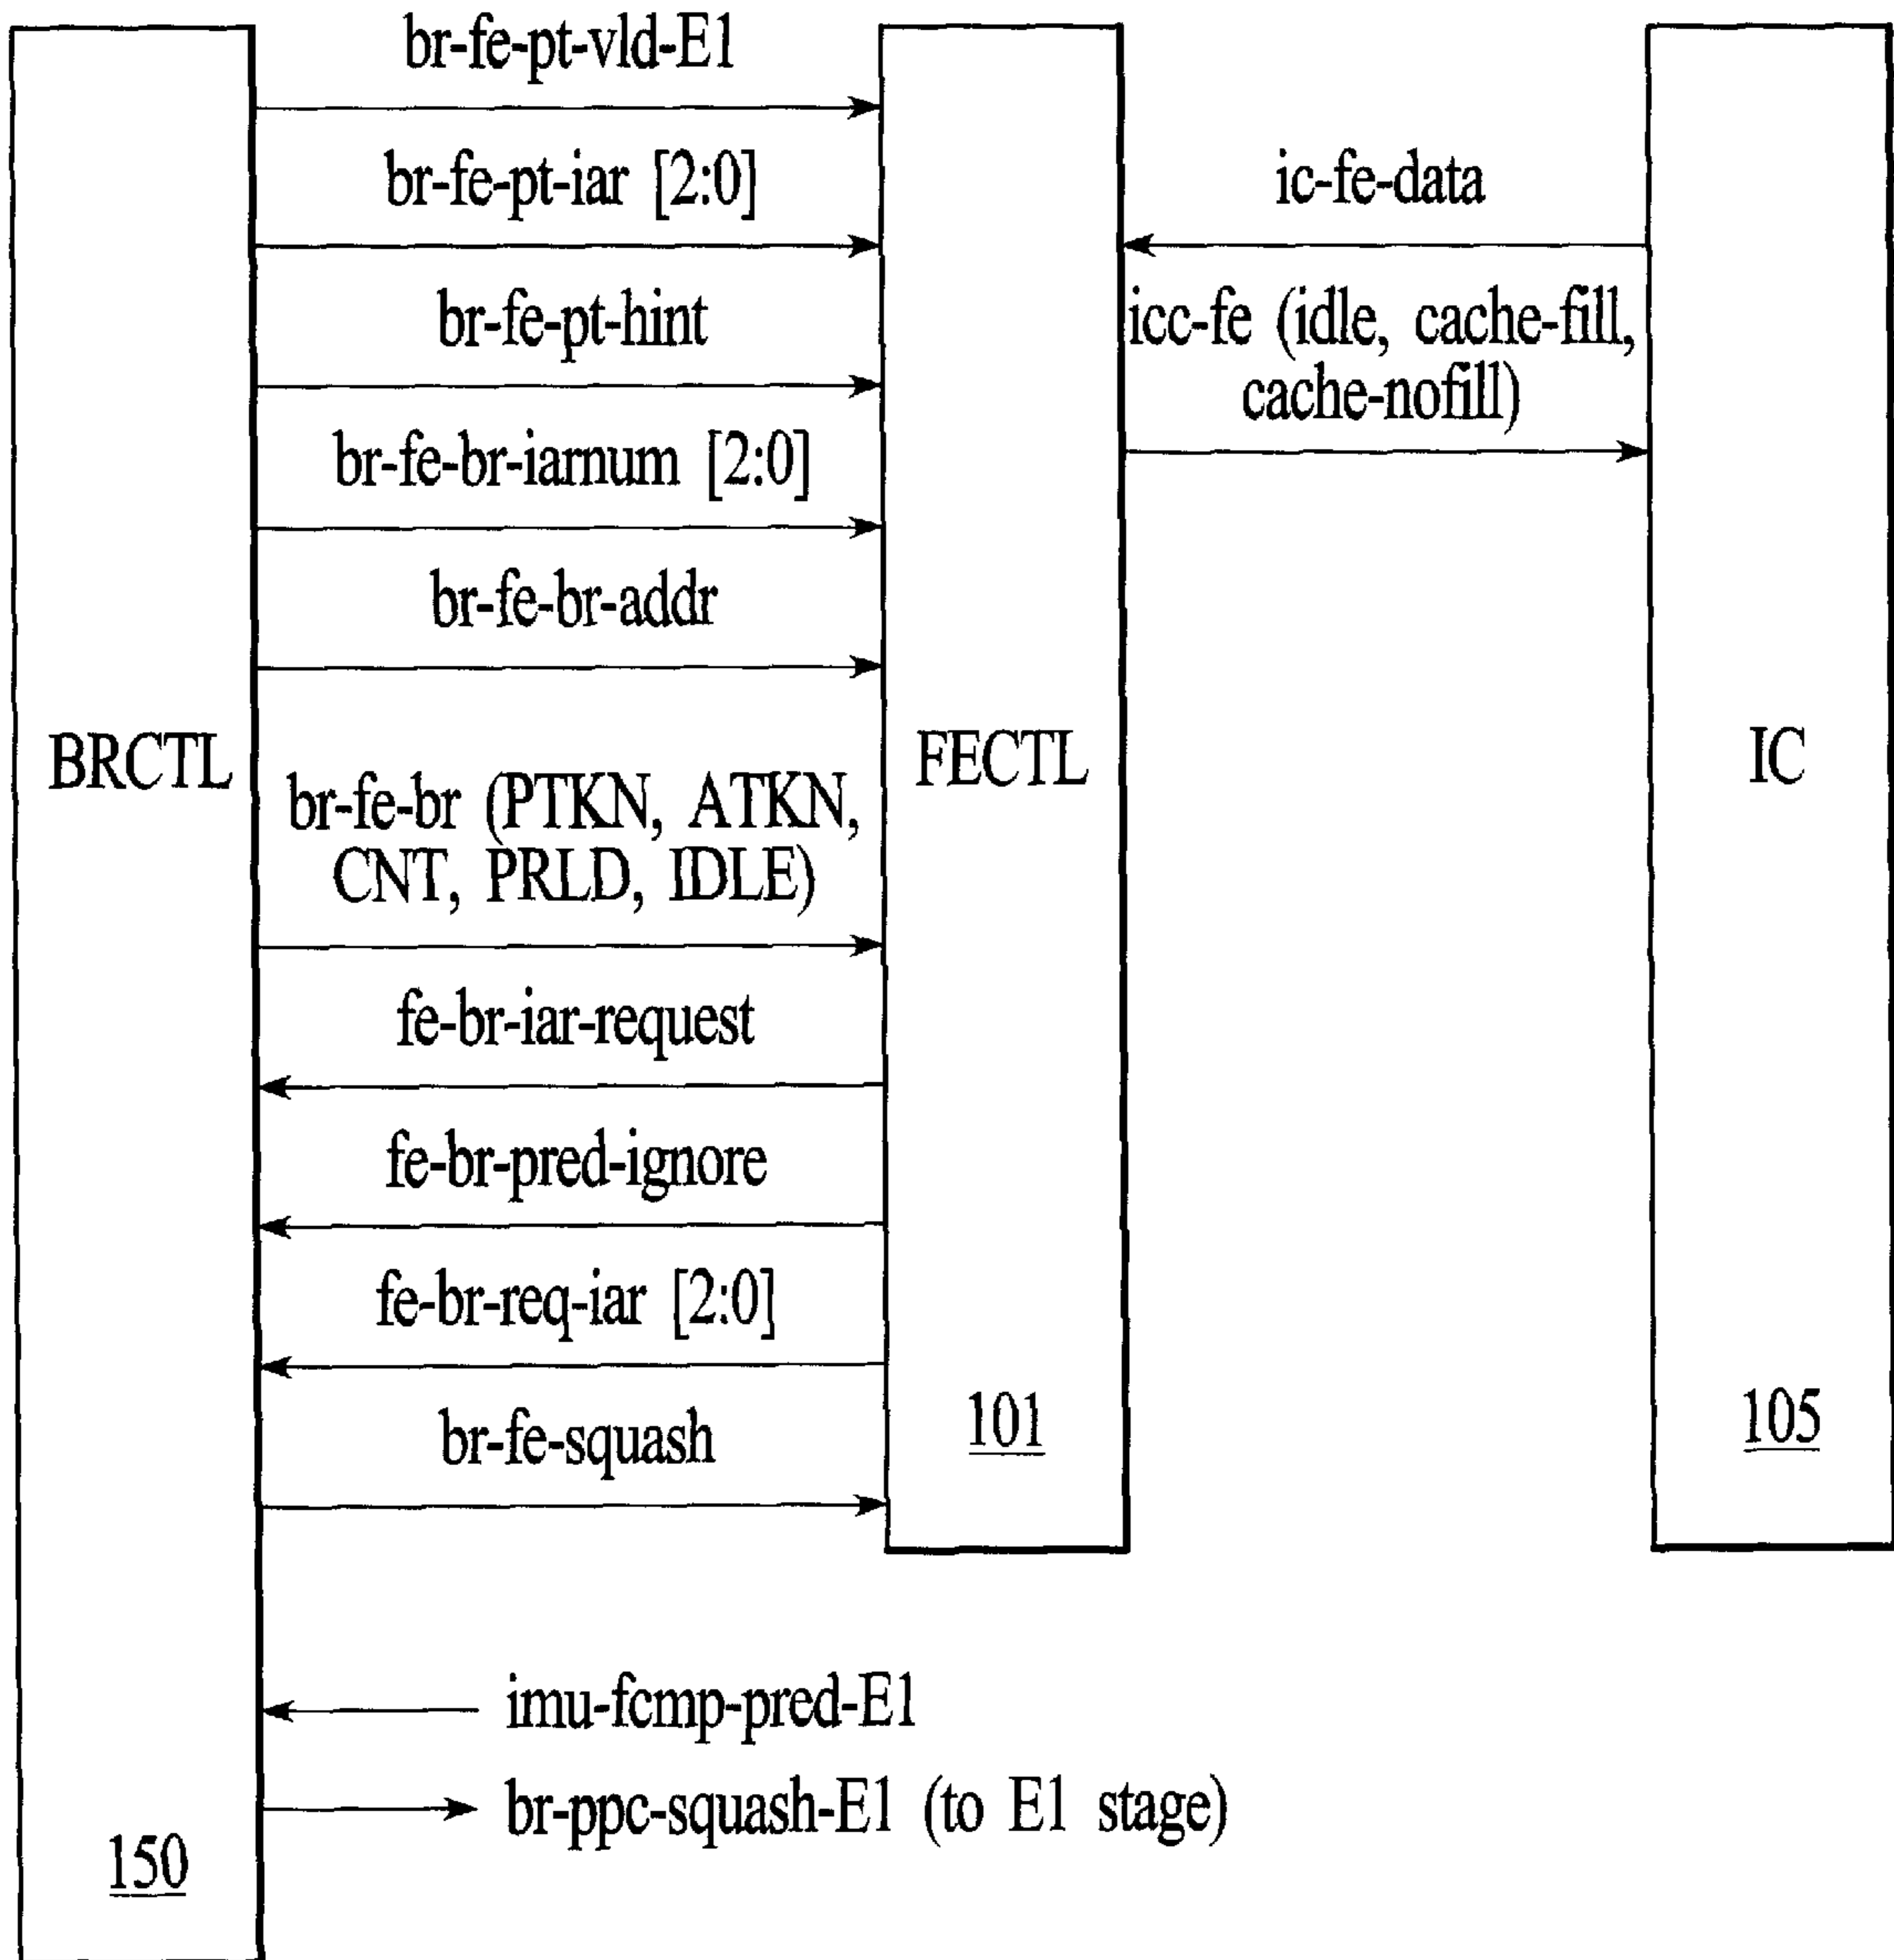 br-fe-pt-vld-E1
br-fe-pt-iar [2:0]
ic-fe-data
br-fe-pt-hint
icc-fe (idle, cache-fill,
cache-nofill)
br-fe-br-iarnum [2:0]
br-fe-br-addr
BRCTL
FECTL
IC
br-fe-br (PTKN, ATKN,
CNT, PRLD, IDLE)
fe-br-iar-request
fe-br-pred-ignore
fe-br-req-iar [2:0]
101
105
br-fe-squash
imu-fcmp-pred-E1
br-ppc-squash-E1 (to E1 stage)
150